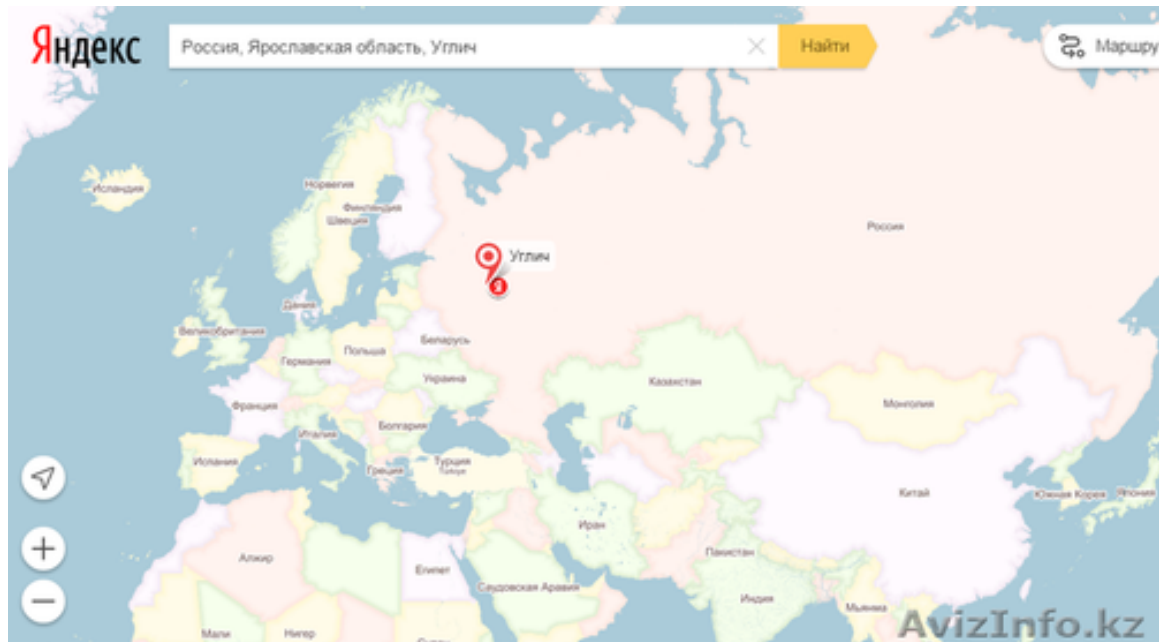 Яндекс
Россия, Ярославская область, Углич
Найти
Маршру
Исландия
Норвегия
Финляндия
Швеция
Россия
Углич
Я
Дания
Великобритания
Беларусь
Польша
Германия
Украина
Казахстан
Франция
Монголия
Болгария
Италия
Испания
Турция
Türkiye
Греция
Китай
Южная Корея
Япония
Иран
Алжир
Пакистан
Египет
Саудовская Аравия
Индия
Мьянма
Мали
Нигер
AvizInfo.kz